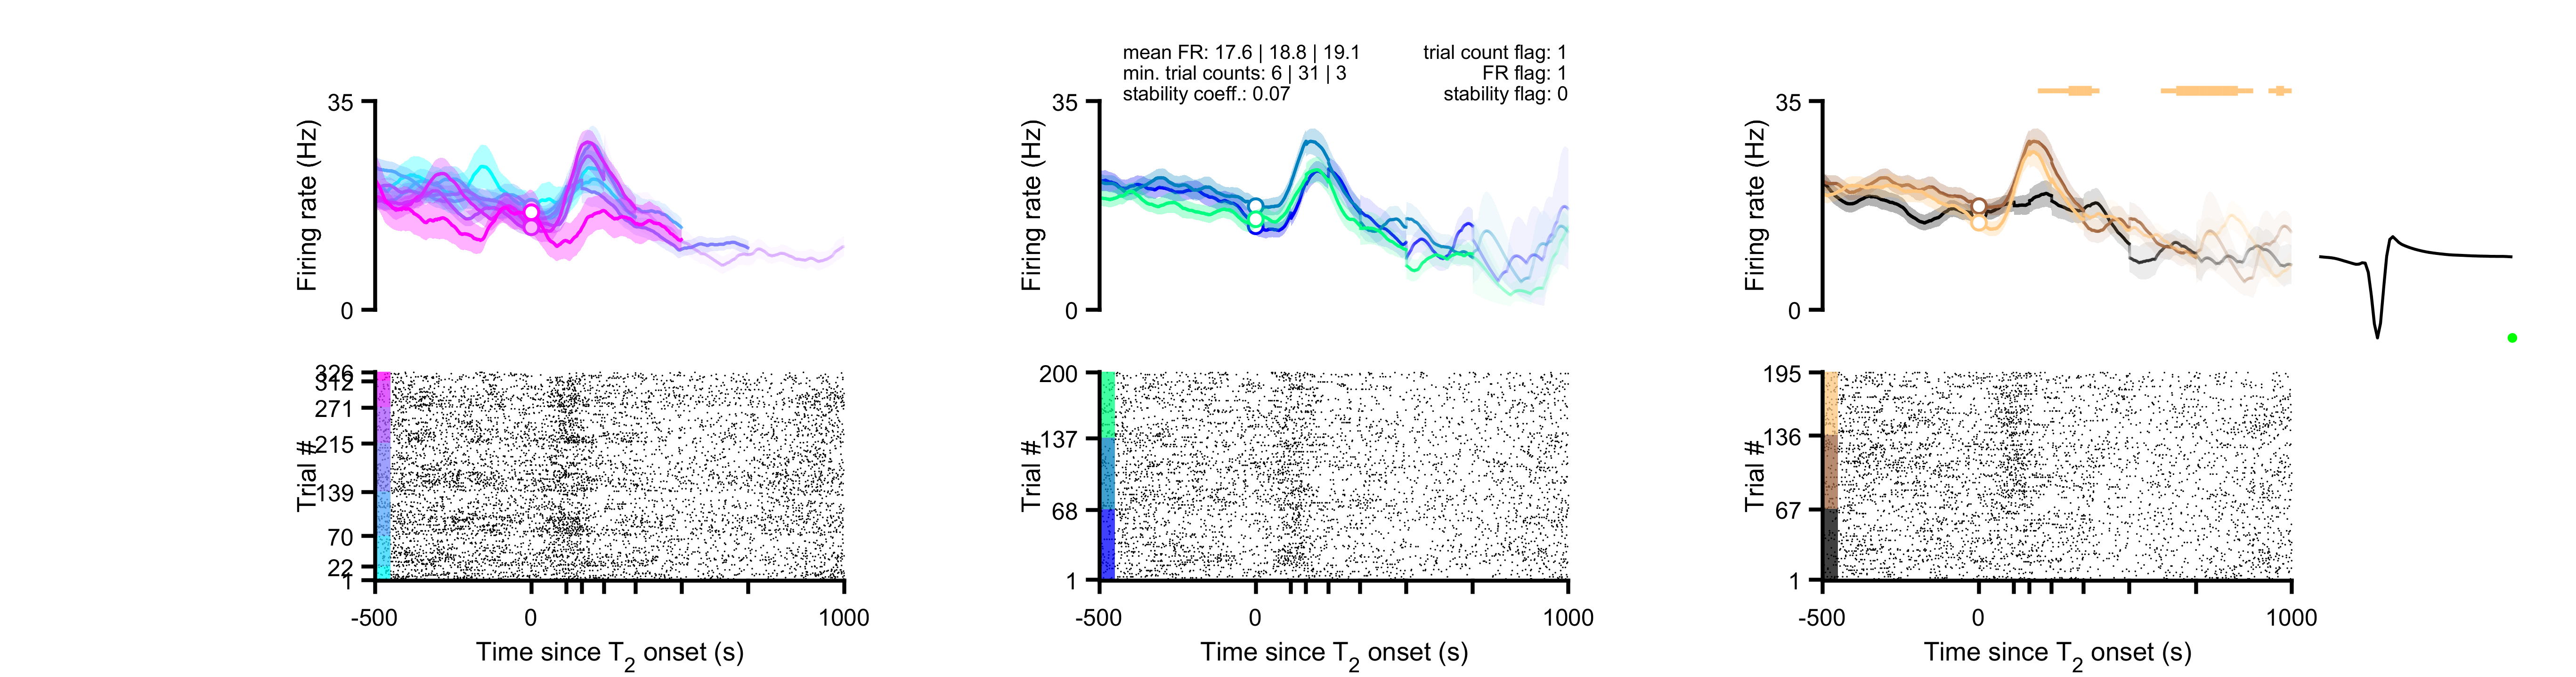 mean FR: 17.6 | 18.8 | 19.1
trial count flag: 1
min. trial counts: 6 | 31 | 3
FR flag: 1
stability coeff.: 0.07
stability flag: 0
35
Firing rate (Hz)
0
35
Firing rate (Hz)
0
35
Firing rate (Hz)
0
326
342
271
215
139
70
22
1
Trial #
-500
0
1000
Time since T2 onset (s)
200
137
68
1
Trial #
-500
0
1000
Time since T2 onset (s)
195
136
67
1
Trial #
-500
0
1000
Time since T2 onset (s)